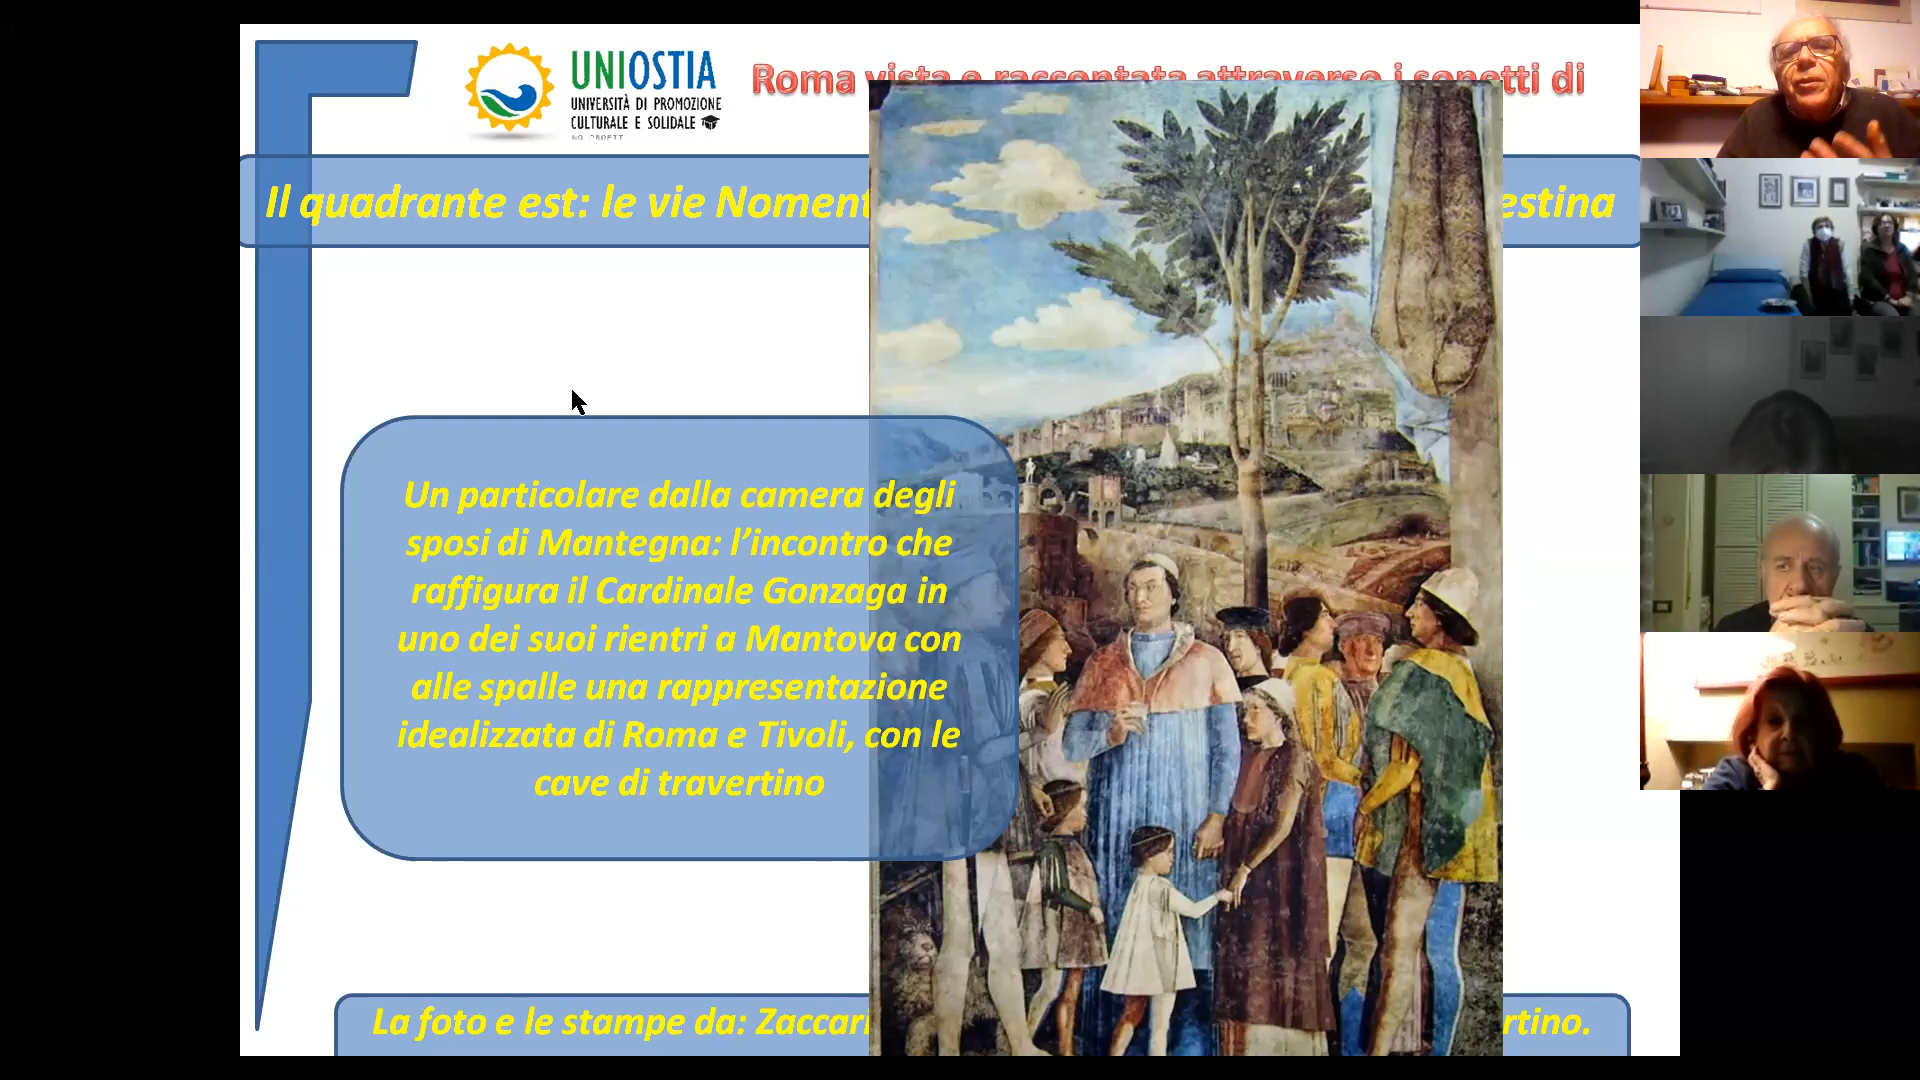 UNIOSTIA
UNIVERSITÀ DI PROMOZIONE
CULTURALE E SOLIDALE
NO PROFIT
Roma vista e raccontata attraverso i sonetti di
Il quadrante est: le vie Noment
estina
Un particolare dalla camera degli
sposi di Mantegna: l'incontro che
raffigura il Cardinale Gonzaga in
uno dei suoi rientri a Mantova con
alle spalle una rappresentazione
idealizzata di Roma e Tivoli, con le
cave di travertino
La foto e le stampe da: Zaccari
rtino.